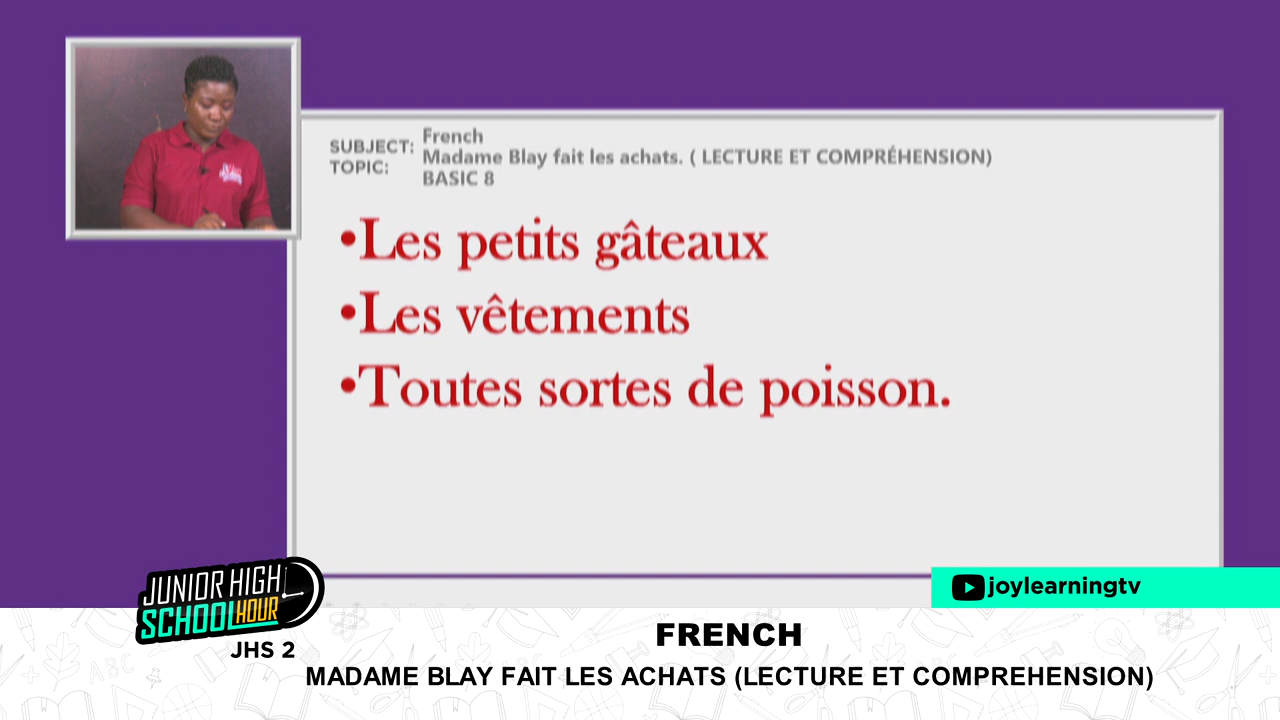 SUBJECT: French
TOPIC: Madame Blay fait les achats. ( LECTURE ET COMPRÉHENSION)
BASIC 8
•Les petits gâteaux
•Les vêtements
•Toutes sortes de poisson.
JUNIOR HIGH
SCHOOL HOUR
JHS 2
joylearningtv
FRENCH
MADAME BLAY FAIT LES ACHATS (LECTURE ET COMPREHENSION)